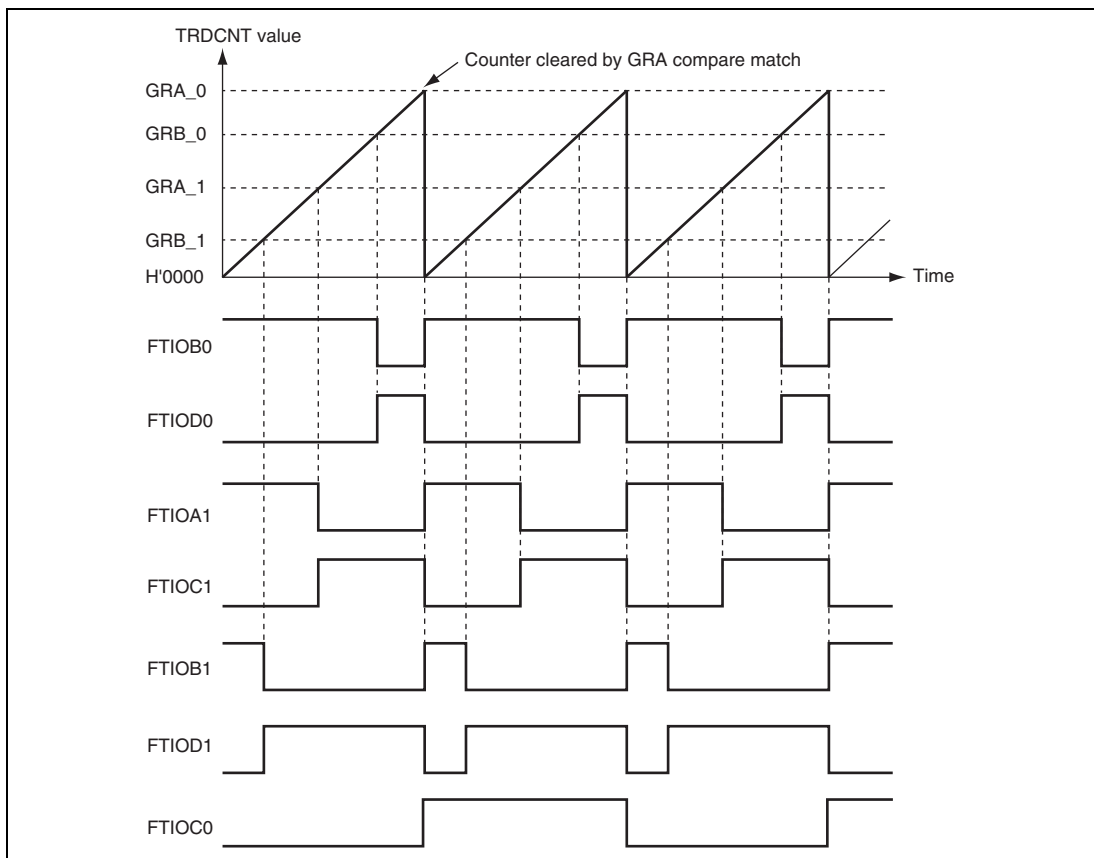 TRDCNT value
Counter cleared by GRA compare match
GRA_0
GRB_0
GRA_1
GRB_1
H'0000
Time
FTIOB0
FTIOD0
FTIOA1
FTIOC1
FTIOB1
FTIOD1
FTIOC0